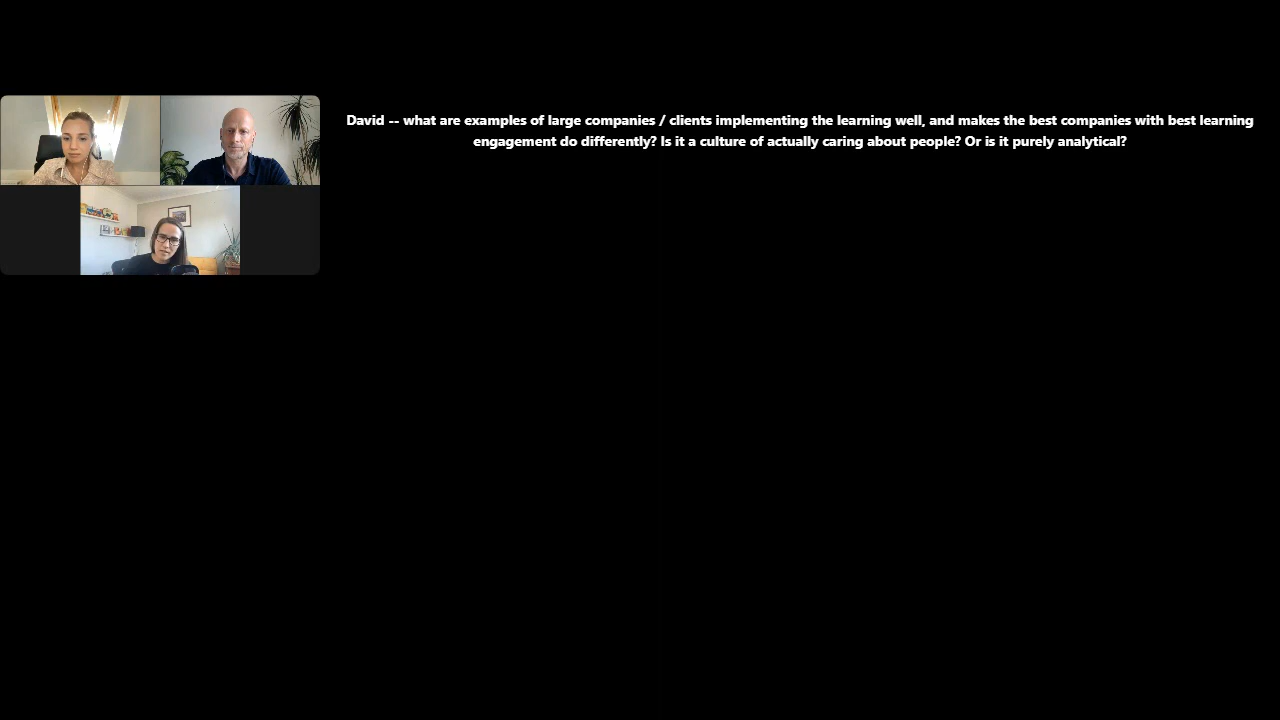 David -- what are examples of large companies / clients implementing the learning well, and makes the best companies with best learning
engagement do differently? Is it a culture of actually caring about people? Or is it purely analytical?